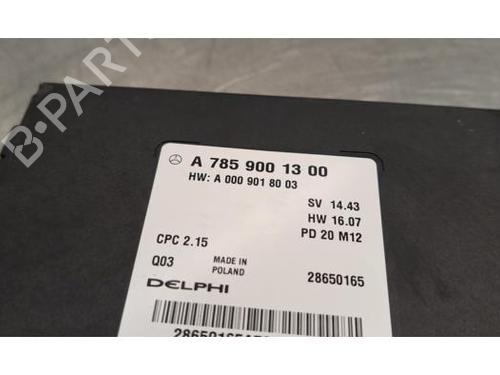 A 785 900 13 00
HW: A 000 901 80 03
SV 14.43
HW 16.07
PD 20 M12
CPC 2.15
Q03
MADE IN
POLAND
28650165
DELPHI
B-PARTS